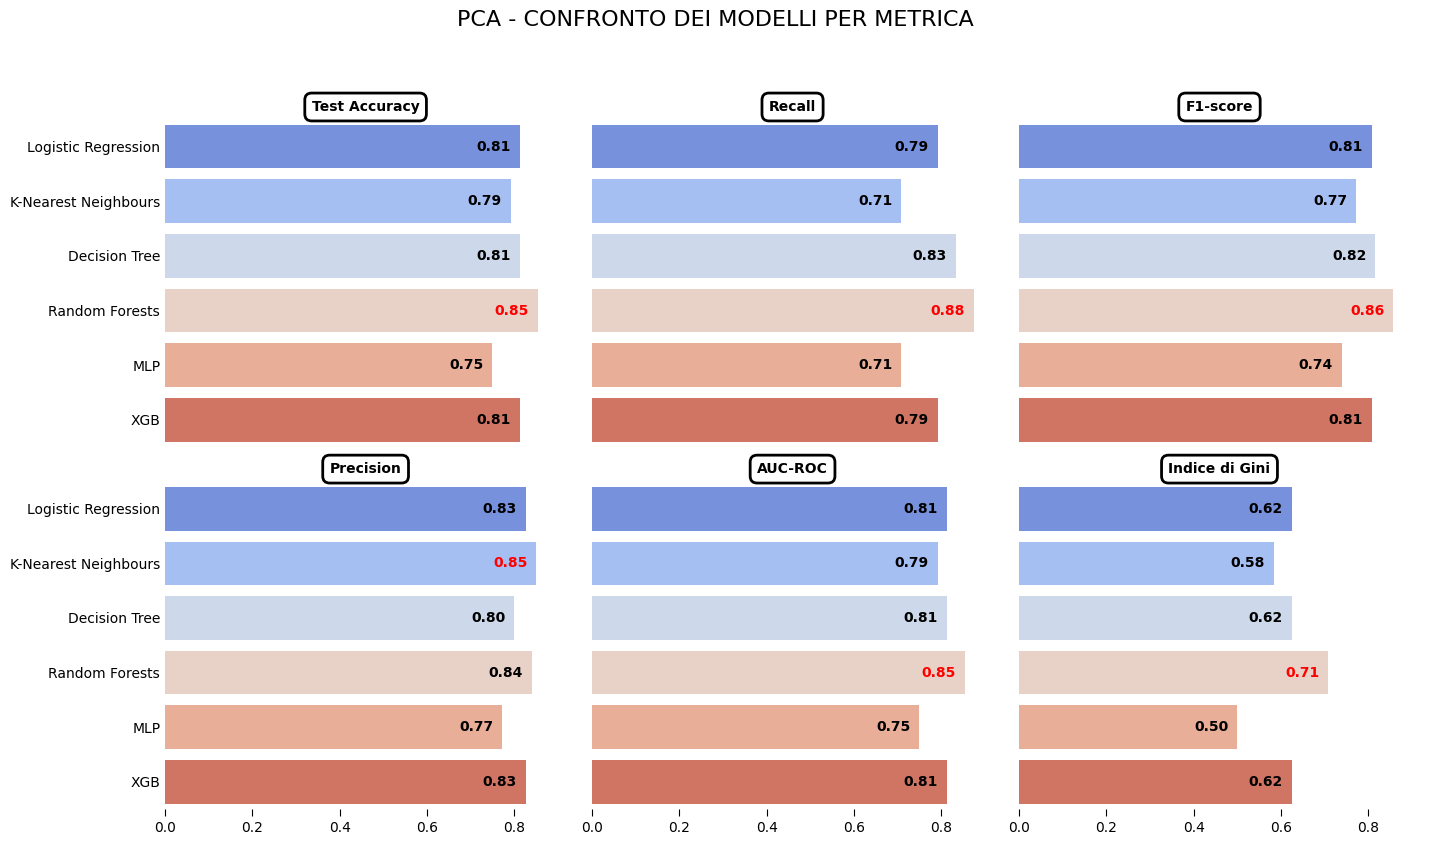 PCA - CONFRONTO DEI MODELLI PER METRICA
Test Accuracy
Recall
F1-score
Logistic Regression 0.81 0.79 0.81
K-Nearest Neighbours 0.79 0.71 0.77
Decision Tree 0.81 0.83 0.82
Random Forests 0.85 0.88 0.86
MLP 0.75 0.71 0.74
XGB 0.81 0.79 0.81
Precision
AUC-ROC
Indice di Gini
Logistic Regression 0.83 0.81 0.62
K-Nearest Neighbours 0.85 0.79 0.58
Decision Tree 0.80 0.81 0.62
Random Forests 0.84 0.85 0.71
MLP 0.77 0.75 0.50
XGB 0.83 0.81 0.62
0.0 0.2 0.4 0.6 0.8 0.0 0.2 0.4 0.6 0.8 0.0 0.2 0.4 0.6 0.8